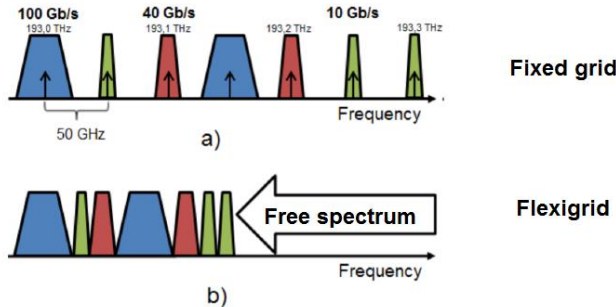 100 Gb/s 40 Gb/s 10 Gb/s
193,0 THz 193,1 THz 193,2 THz 193,3 THz
Fixed grid
Frequency
50 GHz
a)
Free spectrum
Flexigrid
Frequency
b)